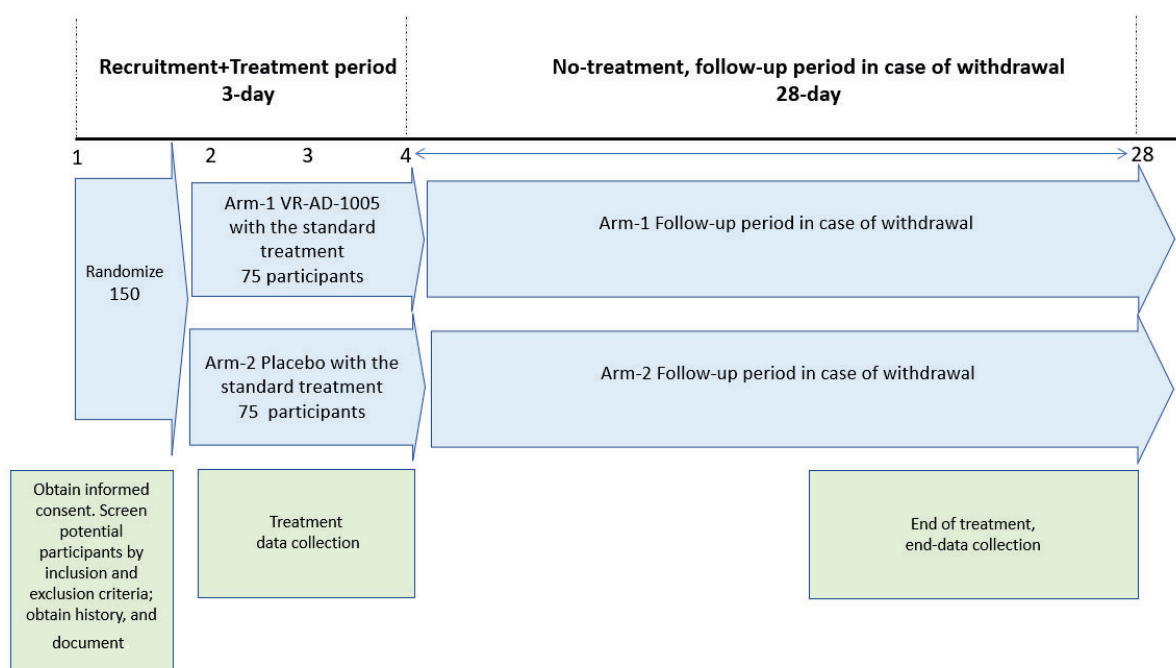 Recruitment+Treatment period
3-day
No-treatment, follow-up period in case of withdrawal
28-day
1
2
3
4
28
Randomize
150
Arm-1 VR-AD-1005
with the standard
treatment
75 participants
Arm-1 Follow-up period in case of withdrawal
Arm-2 Placebo with the
standard treatment
75 participants
Arm-2 Follow-up period in case of withdrawal
Obtain informed
consent. Screen
potential
participants by
inclusion and
exclusion criteria;
obtain history, and
document
Treatment
data collection
End of treatment,
end-data collection